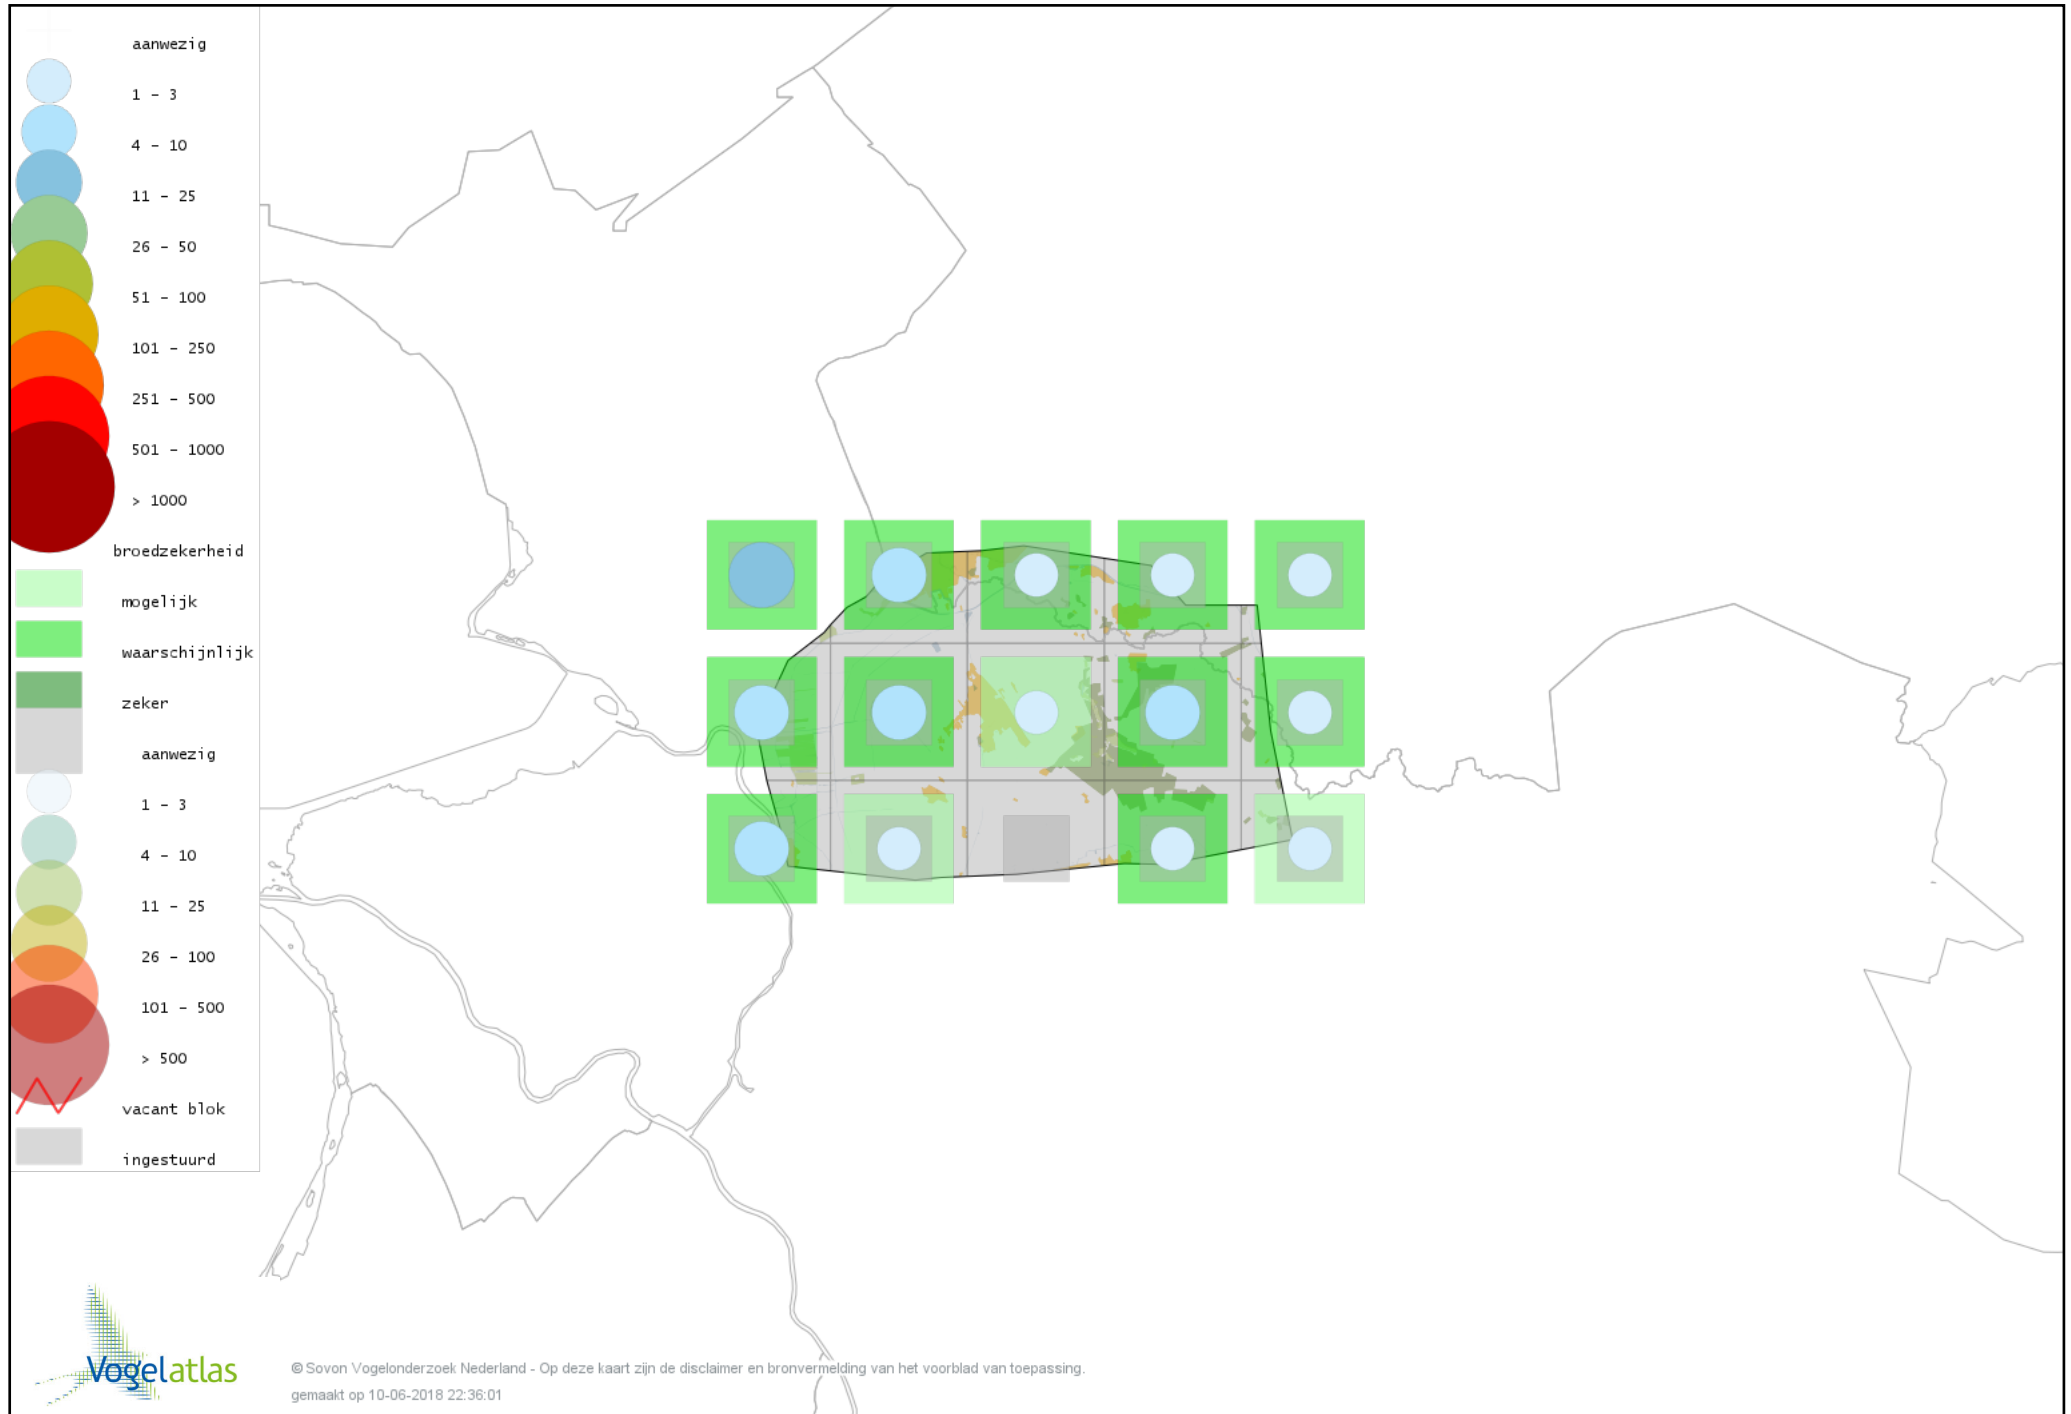 aanwezig
1 - 3
4 - 10
11 - 25
26 - 50
51 - 100
101 - 250
251 - 500
501 - 1000
> 1000
broedzekerheid
mogelijk
waarschijnlijk
zeker
aanwezig
1 - 3
4 - 10
11 - 25
26 - 100
101 - 500
> 500
vacant blok
ingestuurd
Vogelatlas
© Sovon Vogelonderzoek Nederland - Op deze kaart zijn de disclaimer en bronvermelding van het voorblad van toepassing.
gemaakt op 10-06-2018 22:36:01